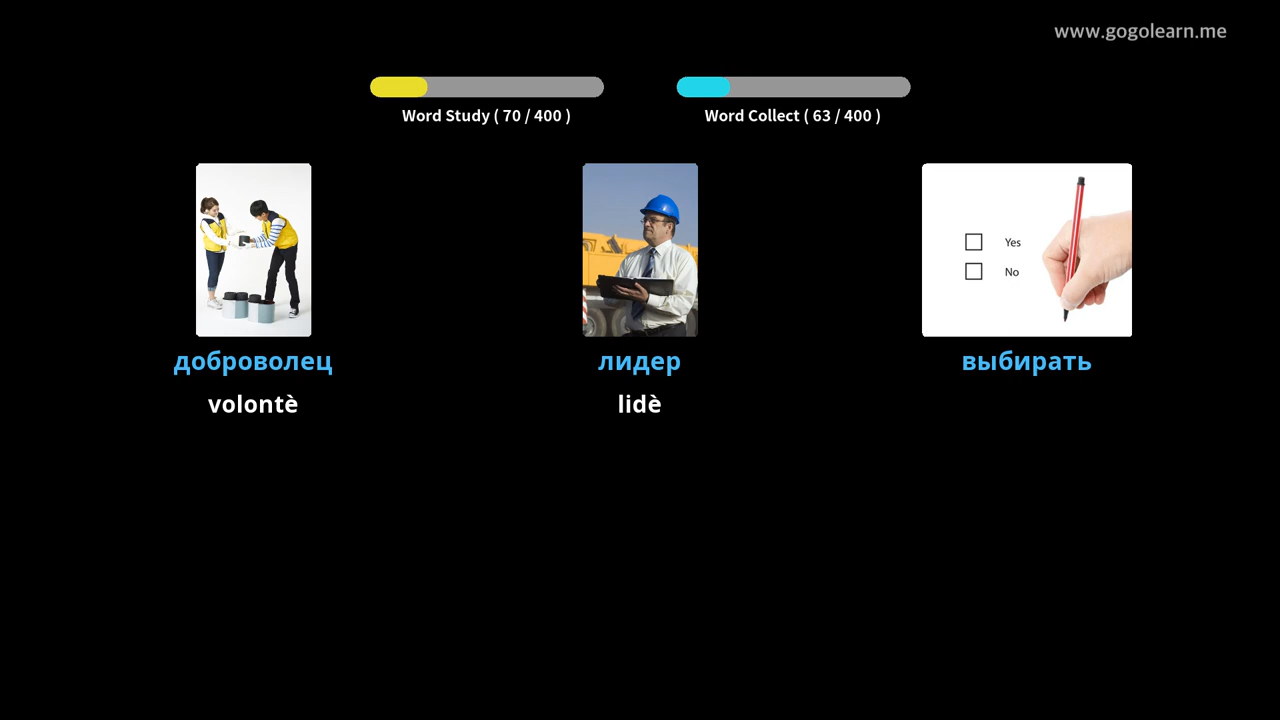 www.gogolearn.me
Word Study ( 70 / 400 )
Word Collect ( 63 / 400 )
Yes
No
доброволец
лидер
выбирать
volontè
lidè